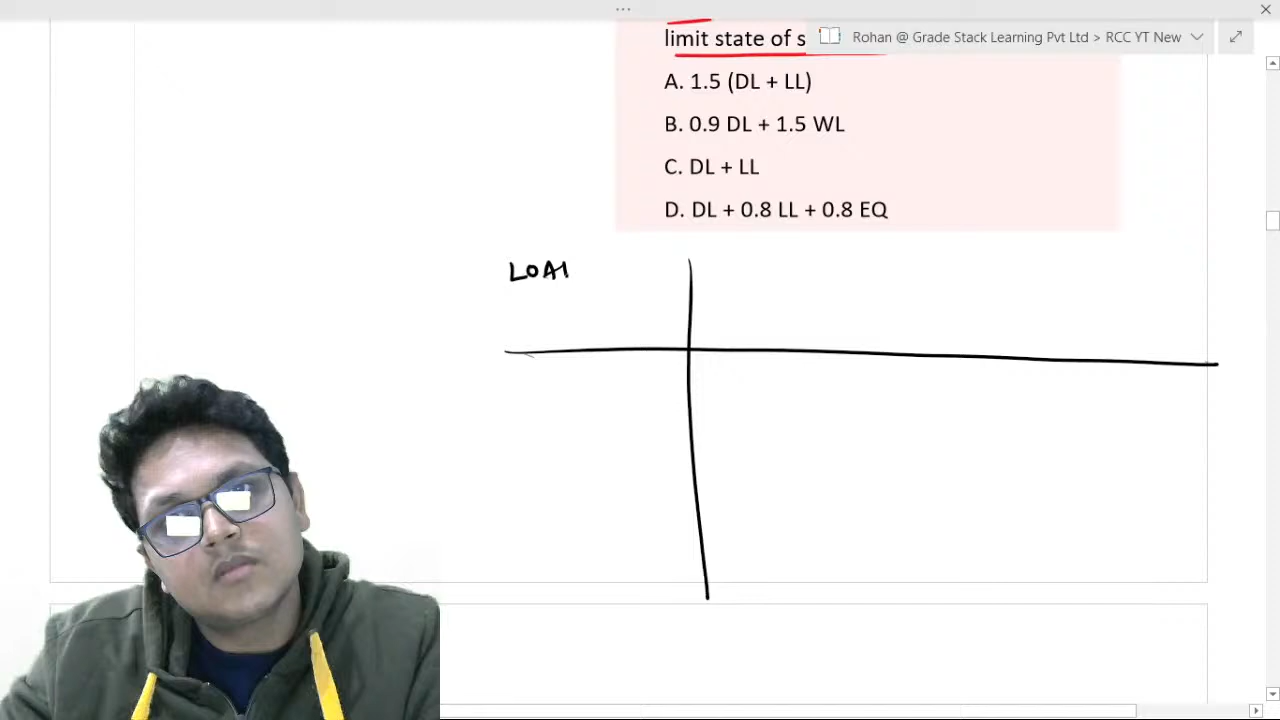 limit state of s
Rohan @ Grade Stack Learning Pvt Ltd > RCC YT New
A. 1.5 (DL + LL)
B. 0.9 DL + 1.5 WL
C. DL + LL
D. DL + 0.8 LL + 0.8 EQ